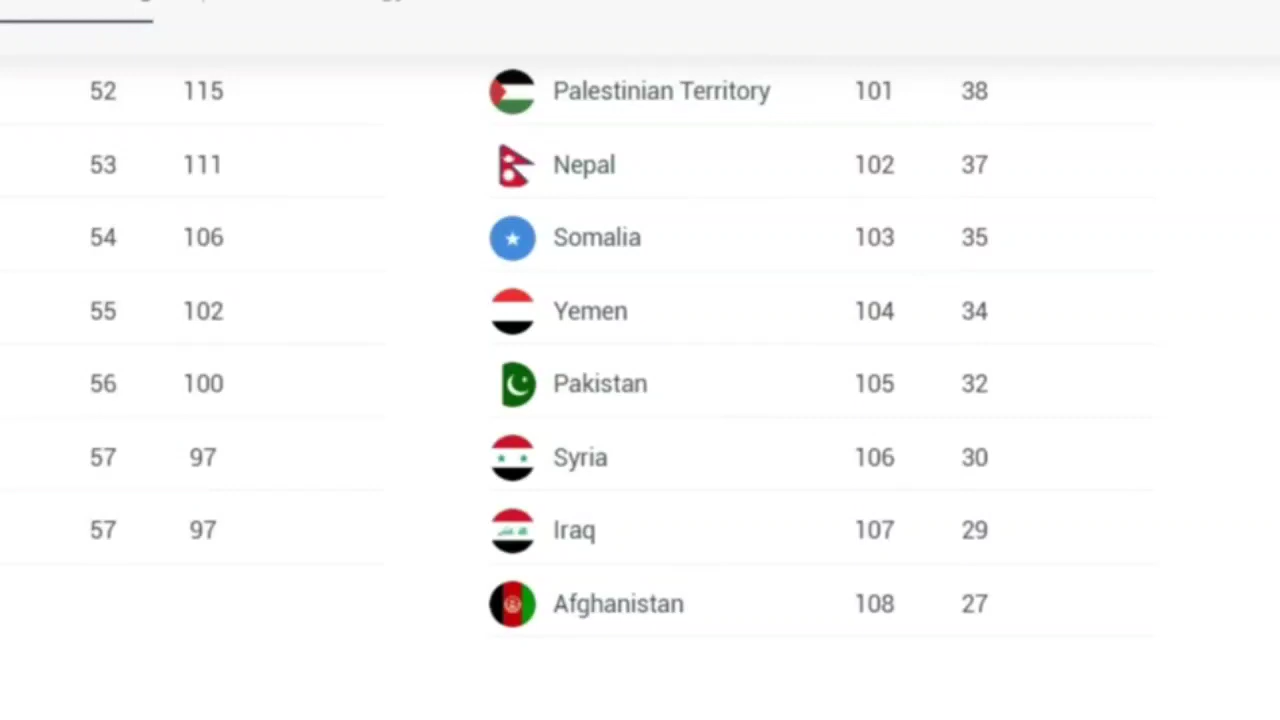 52 115 Palestinian Territory 101 38
53 111 Nepal 102 37
54 106 Somalia 103 35
55 102 Yemen 104 34
56 100 Pakistan 105 32
57 97 Syria 106 30
57 97 Iraq 107 29
Afghanistan 108 27